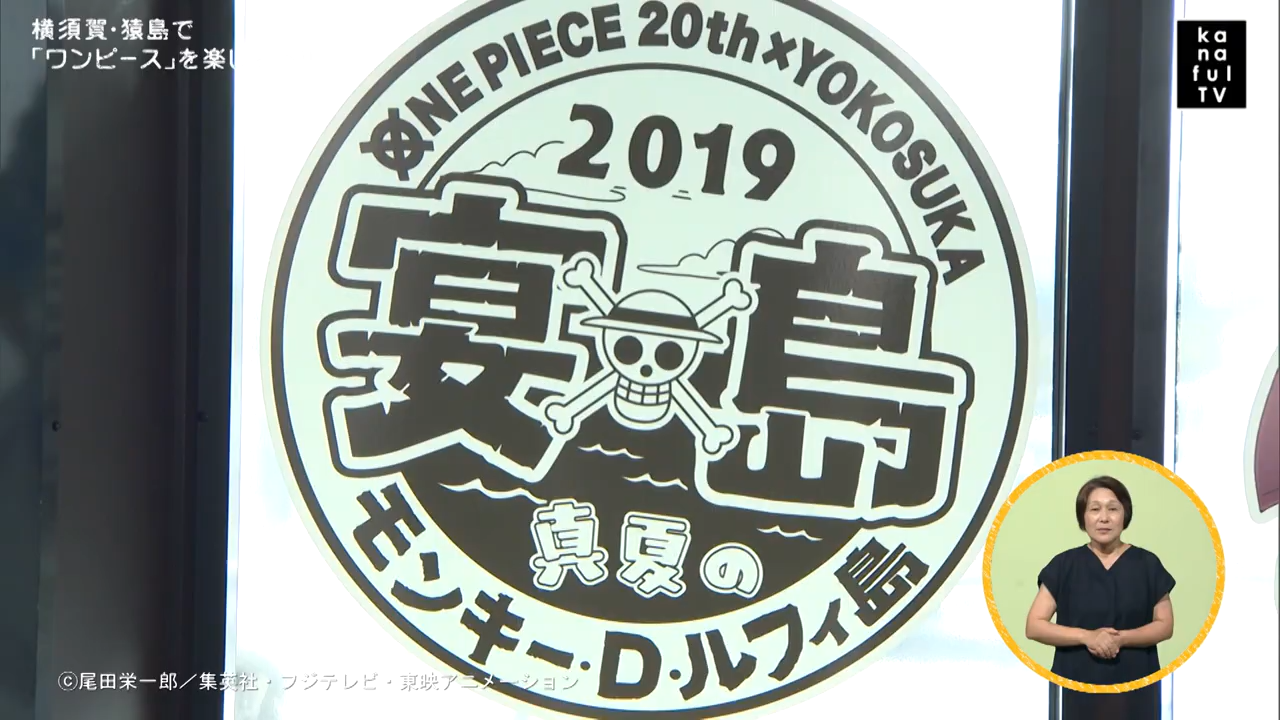 横須賀・猿島で
「ワンピース」を楽し
ka
na
ful
TV
ONE PIECE 20th×YOKOSUKA
2019
宴島
真夏の
モンキー・D・ルフィ島
©尾田栄一郎／集英社・フジテレビ・東映アニメーション